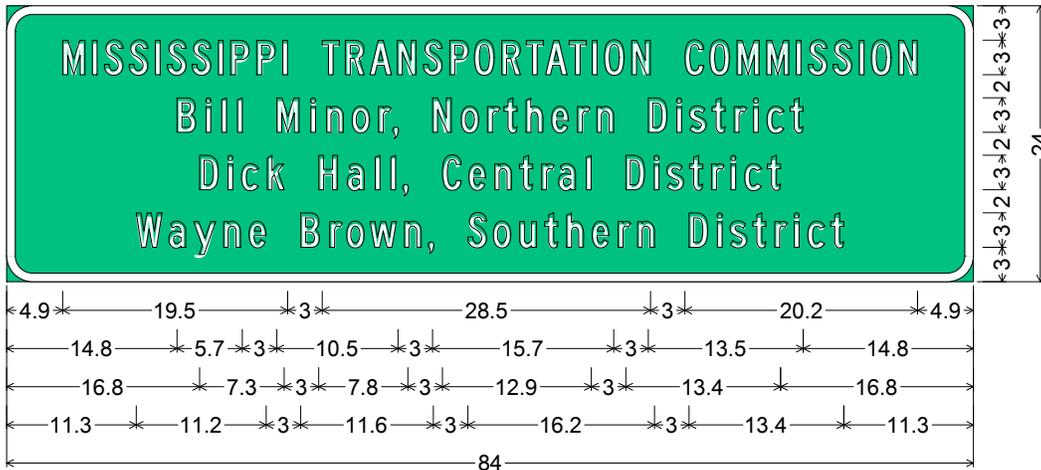 MISSISSIPPI TRANSPORTATION COMMISSION
Bill Minor, Northern District
Dick Hall, Central District
Wayne Brown, Southern District
3
3
2
3
2
3
2
3
3
24
4.9 19.5 3 28.5 3 20.2 4.9
14.8 5.7 3 10.5 3 15.7 3 13.5 14.8
16.8 7.3 3 7.8 3 12.9 3 13.4 16.8
11.3 11.2 3 11.6 3 16.2 3 13.4 11.3
84